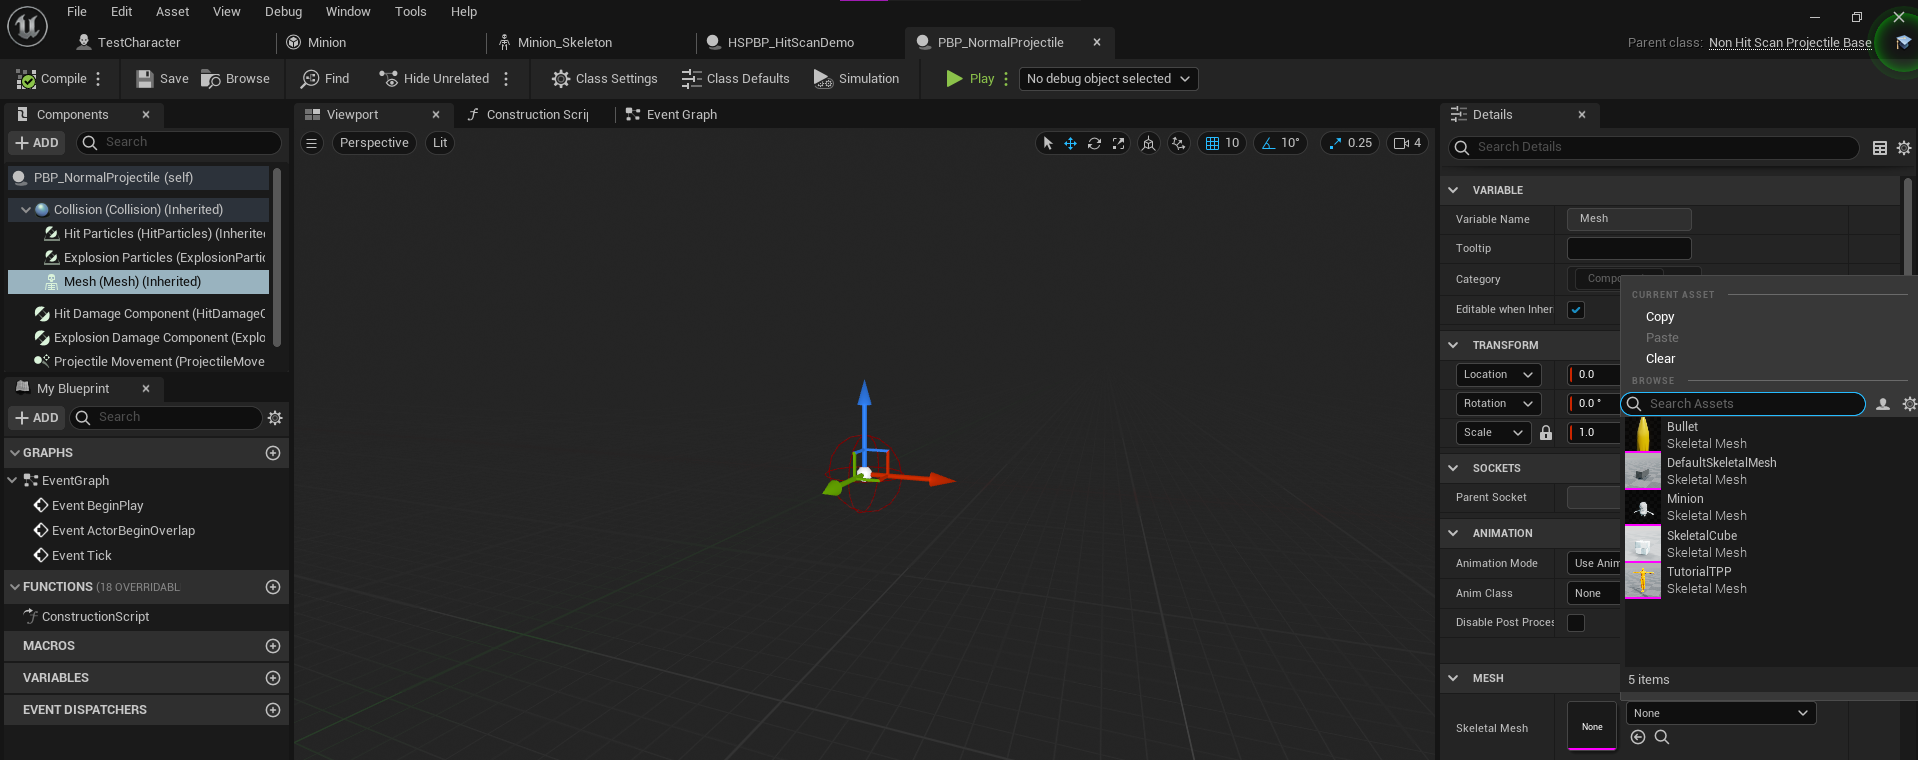 File Edit Asset View Debug Window Tools Help
TestCharacter Minion Minion_Skeleton HSPBP_HitScanDemo PBP_NormalProjectile
Parent class: Non Hit Scan Projectile Base
Compile Save Browse Find Hide Unrelated Class Settings Class Defaults Simulation Play No debug object selected
Components
ADD Search
PBP_NormalProjectile (self)
Collision (Collision) (Inherited)
Hit Particles (HitParticles) (Inherite
Explosion Particles (ExplosionPartic
Mesh (Mesh) (Inherited)
Hit Damage Component (HitDamageC
Explosion Damage Component (Explo
Projectile Movement (ProjectileMove
My Blueprint
ADD Search
GRAPHS
EventGraph
Event BeginPlay
Event ActorBeginOverlap
Event Tick
FUNCTIONS (18 OVERRIDABL
ConstructionScript
MACROS
VARIABLES
EVENT DISPATCHERS
Viewport Construction Scrip Event Graph
Perspective Lit 10 10° 0.25 4
Details
Search Details
VARIABLE
Variable Name Mesh
Tooltip
Category Compo
Editable when Inher
TRANSFORM
Location 0.0
Rotation 0.0 °
Scale 1.0
SOCKETS
Parent Socket
ANIMATION
Animation Mode Use Anim
Anim Class None
Disable Post Proces
MESH
Skeletal Mesh None None
CURRENT ASSET
Copy
Paste
Clear
BROWSE
Search Assets
Bullet
Skeletal Mesh
DefaultSkeletalMesh
Skeletal Mesh
Minion
Skeletal Mesh
SkeletalCube
Skeletal Mesh
TutorialTPP
Skeletal Mesh
5 items